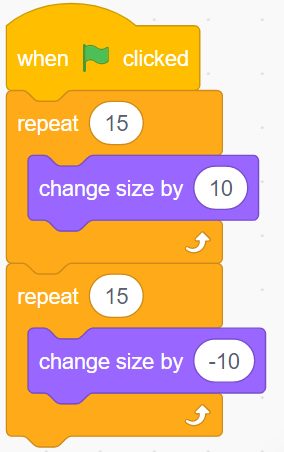 when clicked
repeat 15
change size by 10
repeat 15
change size by -10